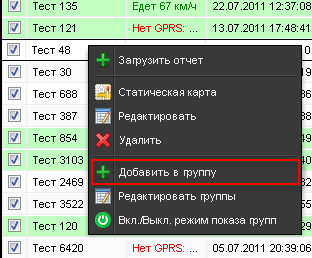 Тест 135 Едет 67 км/ч 22.07.2011 12:37:08
Тест 121 Нет GPRS: ... 13.07.2011 17:48:41
Тест 48
Тест 30
Загрузить отчет
Тест 688
Статическая карта
Тест 387
Редактировать
Тест 854
Удалить
Тест 3103
Добавить в группу
Тест 2469
Редактировать группы
Тест 3522
Тест 120
Вкл./Выкл. режим показа групп
Тест 6420 Нет GPRS: ... 05.07.2011 20:39:06